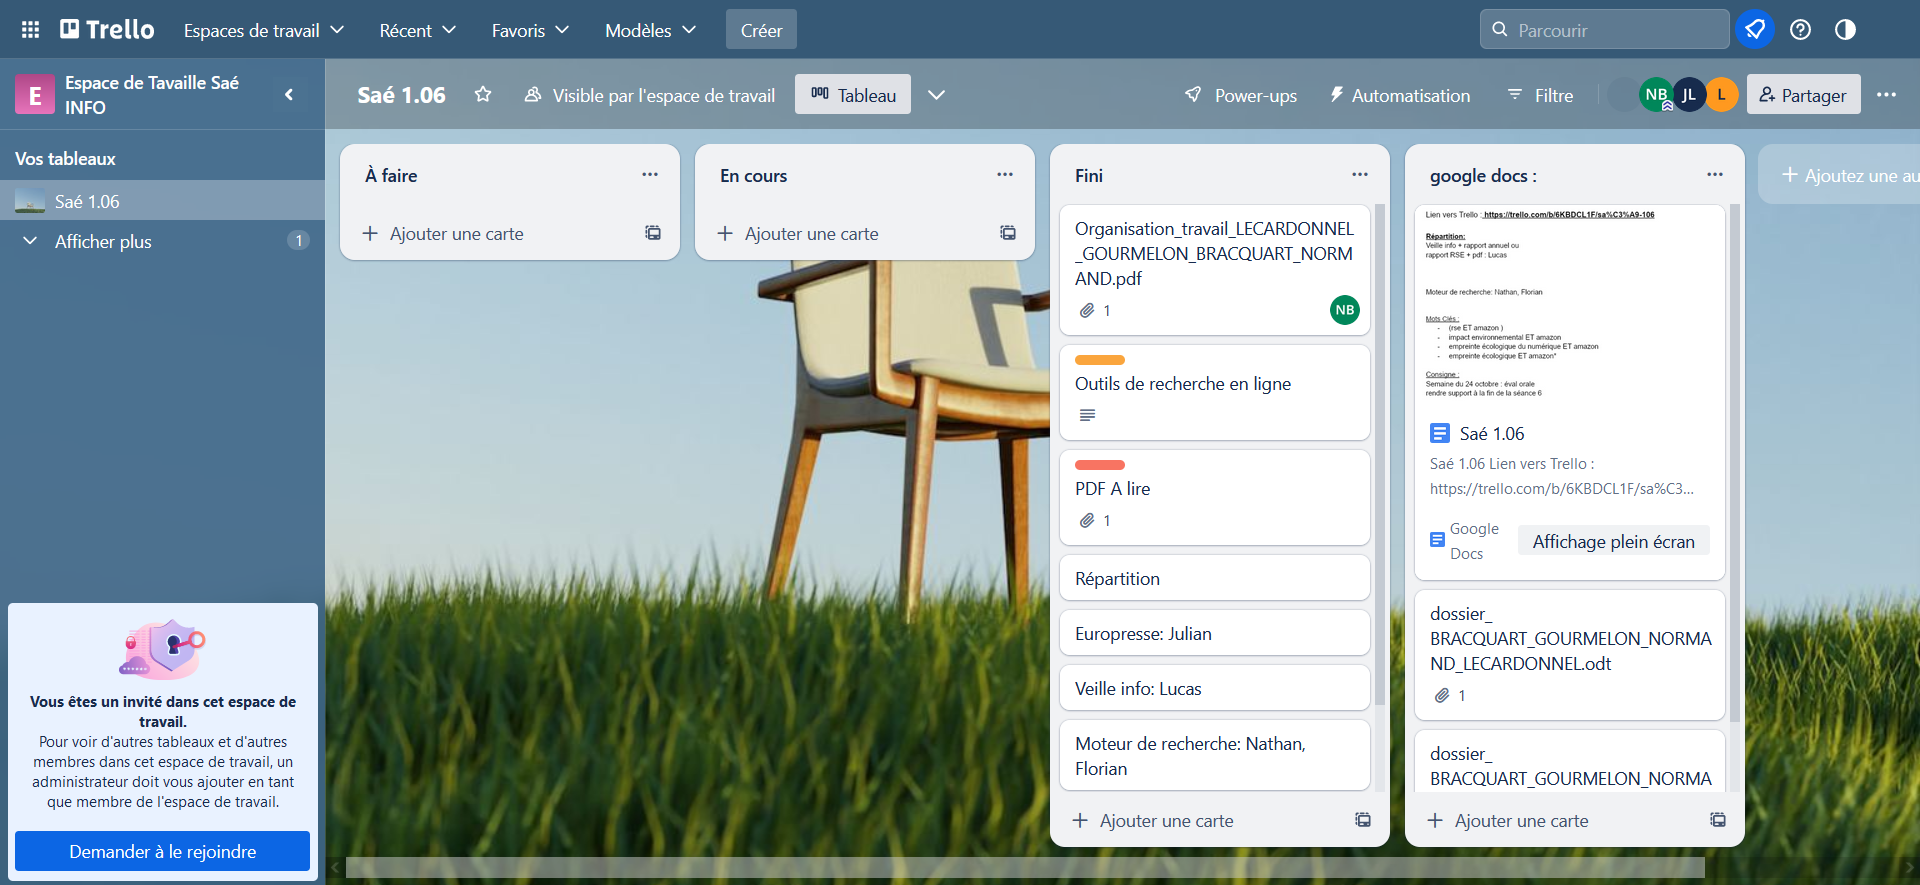 Trello
Espaces de travail
Récent
Favoris
Modèles
Créer
Parcourir
E
Espace de Tavaille Saé
INFO
Saé 1.06
Visible par l'espace de travail
Tableau
Power-ups
Automatisation
Filtre
NB
JL
L
Partager
Vos tableaux
Saé 1.06
Afficher plus
1
Vous êtes un invité dans cet espace de
travail.
Pour voir d'autres tableaux et d'autres
membres dans cet espace de travail, un
administrateur doit vous ajouter en tant
que membre de l'espace de travail.
Demander à le rejoindre
À faire
Ajouter une carte
En cours
Ajouter une carte
Fini
Organisation_travail_LECARDONNEL
_GOURMELON_BRACQUART_NORM
AND.pdf
1
NB
Outils de recherche en ligne
PDF A lire
1
Répartition
Europresse: Julian
Veille info: Lucas
Moteur de recherche: Nathan,
Florian
Ajouter une carte
google docs :
Lien vers Trello : https://trello.com/b/6KBDCL1F/sa%C3%A9-106
Répartition:
Veille info + rapport annuel ou
rapport RSE + pdf : Lucas
Moteur de recherche: Nathan, Florian
Mots Clés :
- (rse ET amazon )
- impact environnemental ET amazon
- empreinte écologique du numérique ET amazon
- empreinte écologique ET amazon*
Consigne :
Semaine du 24 octobre : éval orale
rendre support à la fin de la séance 6
Saé 1.06
Saé 1.06 Lien vers Trello :
https://trello.com/b/6KBDCL1F/sa%C3...
Google
Docs
Affichage plein écran
dossier_
BRACQUART_GOURMELON_NORMA
ND_LECARDONNEL.odt
1
dossier_
BRACQUART_GOURMELON_NORMA
Ajouter une carte
Ajoutez une au